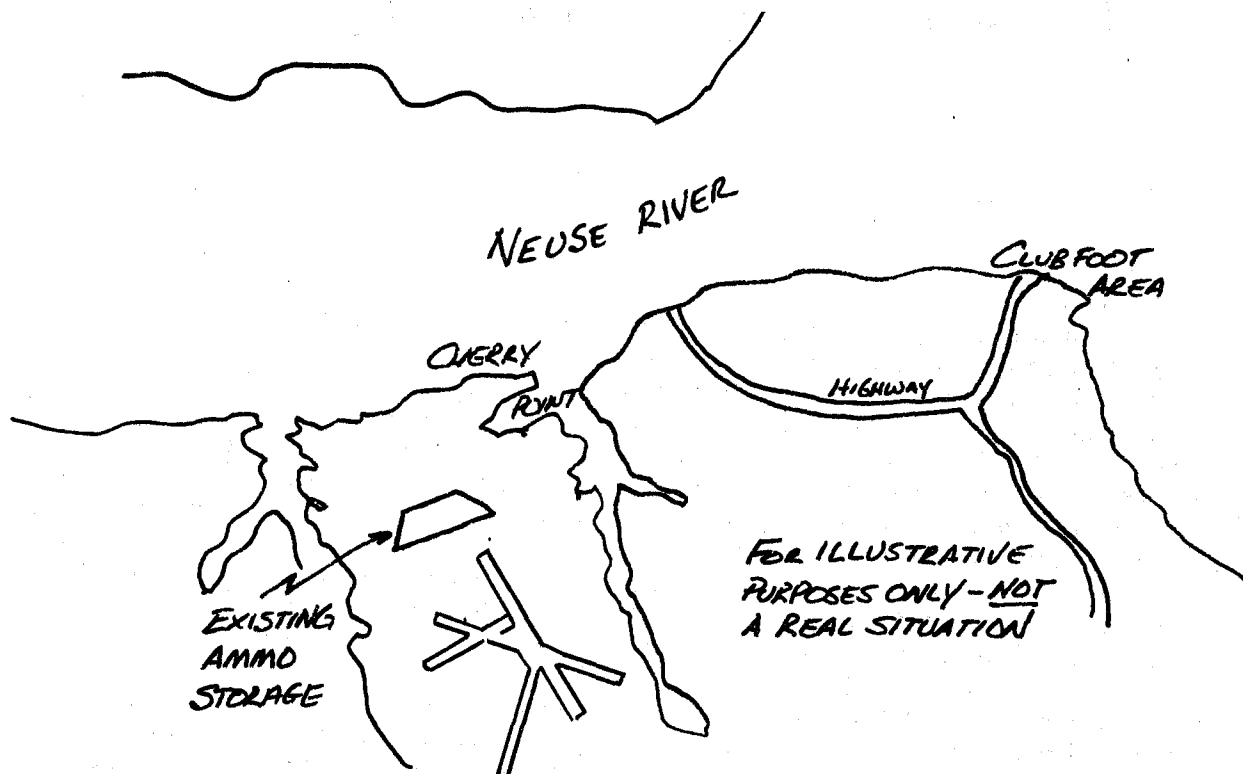 NEUSE RIVER
CLUBFOOT
AREA
CHERRY
POINT
HIGHWAY
FOR ILLUSTRATIVE
PURPOSES ONLY - NOT
A REAL SITUATION
EXISTING
AMMO
STORAGE